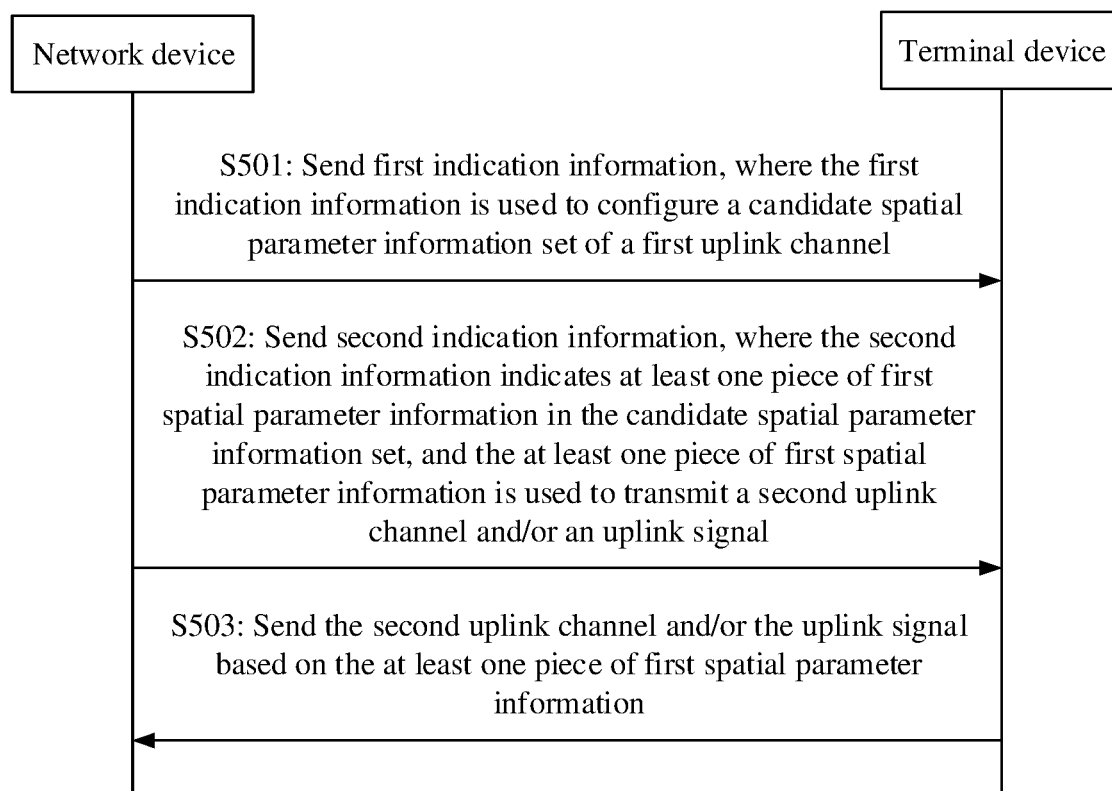 Network device
Terminal device
S501: Send first indication information, where the first
indication information is used to configure a candidate spatial
parameter information set of a first uplink channel
S502: Send second indication information, where the second
indication information indicates at least one piece of first
spatial parameter information in the candidate spatial parameter
information set, and the at least one piece of first spatial
parameter information is used to transmit a second uplink
channel and/or an uplink signal
S503: Send the second uplink channel and/or the uplink signal
based on the at least one piece of first spatial parameter
information